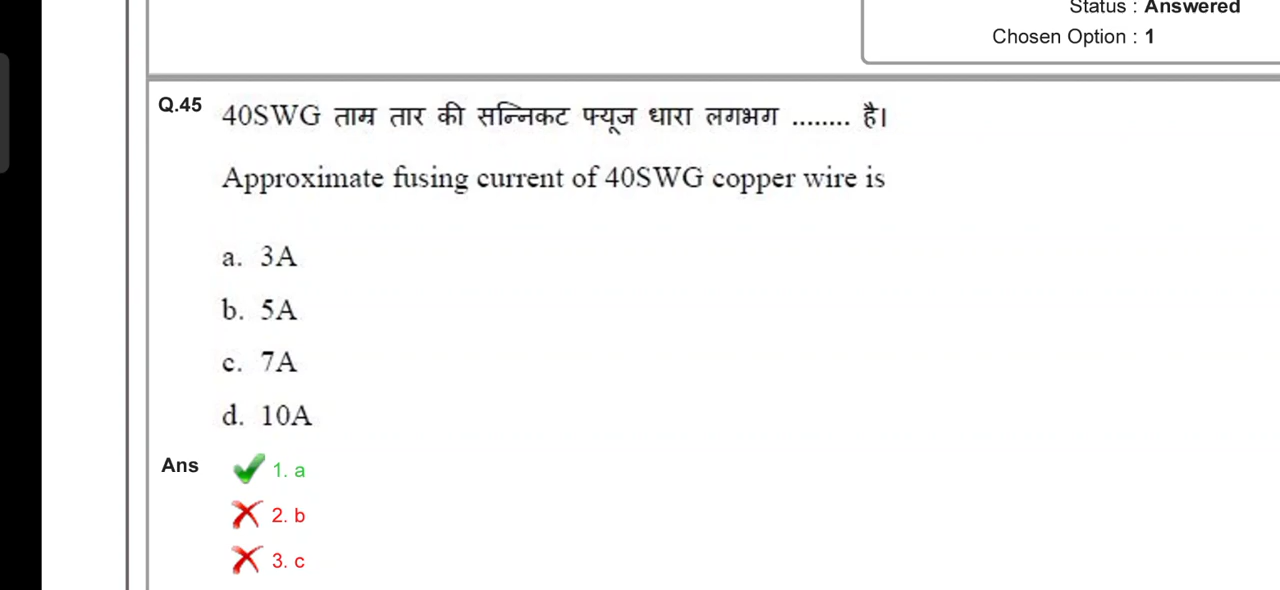 Status : Answered
Chosen Option : 1
Q.45 40SWG ताम्र तार की सन्निकट फ्यूज धारा लगभग ........ है।
Approximate fusing current of 40SWG copper wire is
a. 3A
b. 5A
c. 7A
d. 10A
Ans 1. a
2. b
3. c